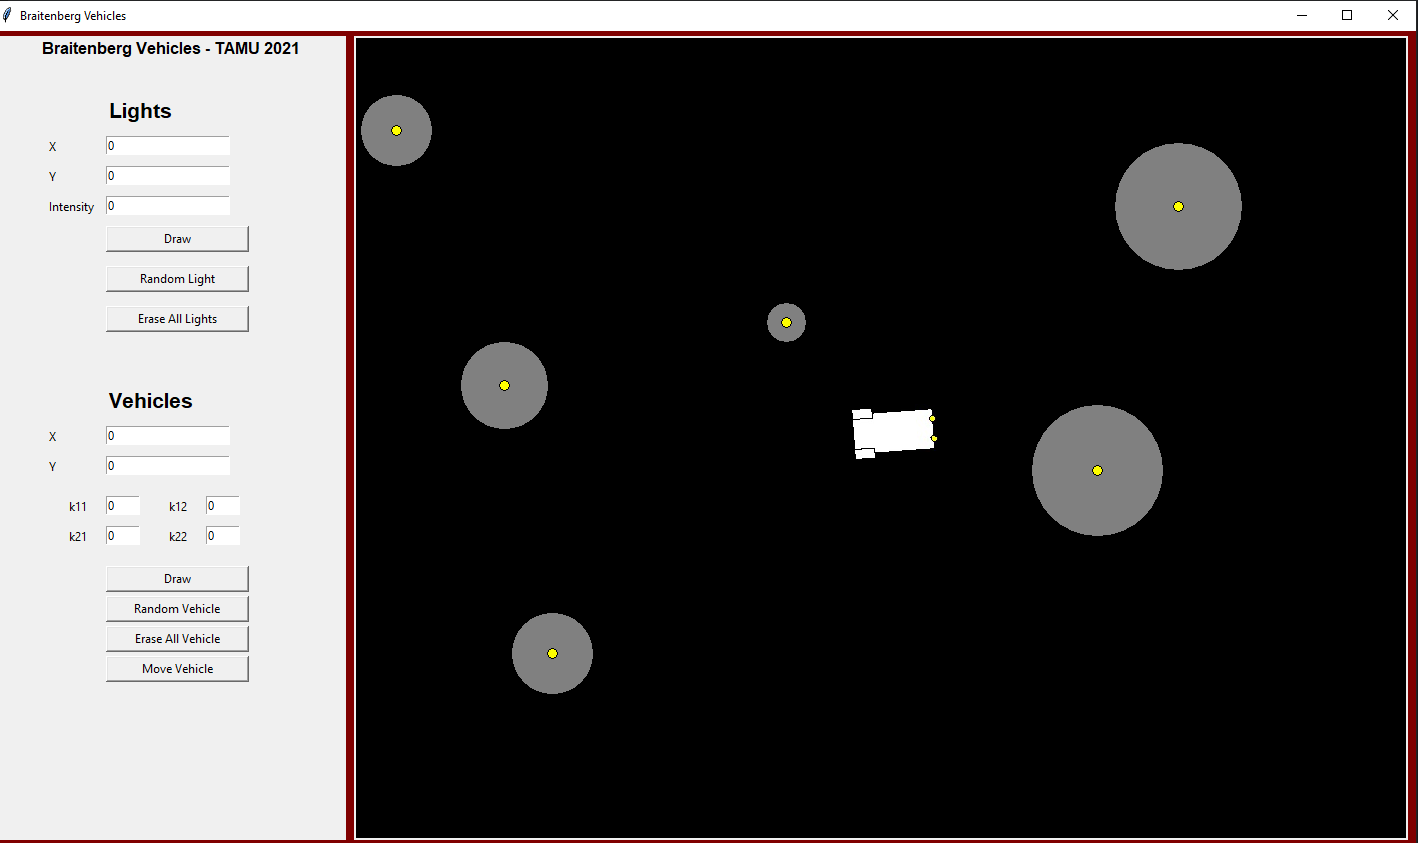 Braitenberg Vehicles
Braitenberg Vehicles - TAMU 2021
Lights
X 0
Y 0
Intensity 0
Draw
Random Light
Erase All Lights
Vehicles
X 0
Y 0
k11 0 k12 0
k21 0 k22 0
Draw
Random Vehicle
Erase All Vehicle
Move Vehicle